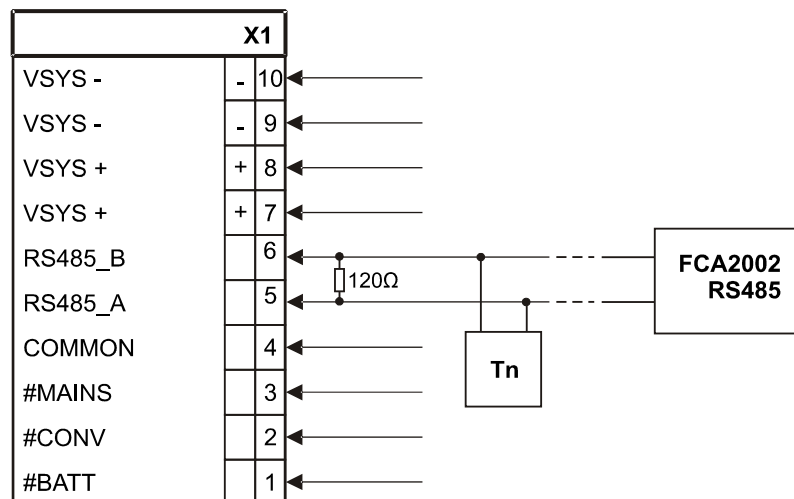 X1
VSYS - - 10
VSYS - - 9
VSYS + + 8
VSYS + + 7
RS485_B 6
RS485_A 5
COMMON 4
#MAINS 3
#CONV 2
#BATT 1
120Ω
Tn
FCA2002
RS485